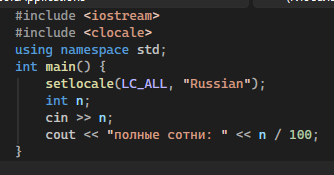 #include <iostream>
#include <clocale>
using namespace std;
int main() {
    setlocale(LC_ALL, "Russian");
    int n;
    cin >> n;
    cout << "полные сотни: " << n / 100;
}